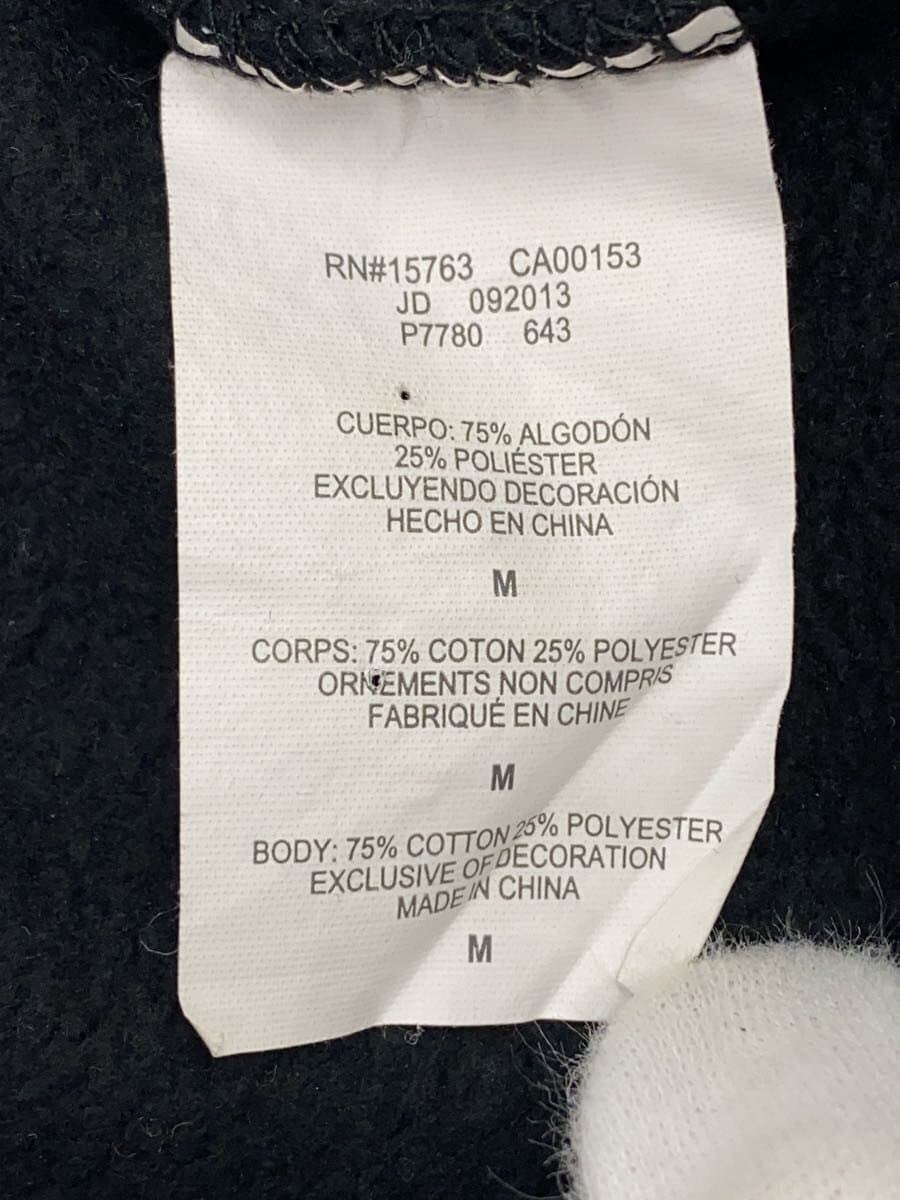 RN#15763 CA00153
JD 092013
P7780 643
CUERPO: 75% ALGODÓN
25% POLIÉSTER
EXCLUYENDO DECORACIÓN
HECHO EN CHINA
M
CORPS: 75% COTON 25% POLYESTER
ORNEMENTS NON COMPRIS
FABRIQUÉ EN CHINE
M
BODY: 75% COTTON 25% POLYESTER
EXCLUSIVE OF DECORATION
MADE IN CHINA
M